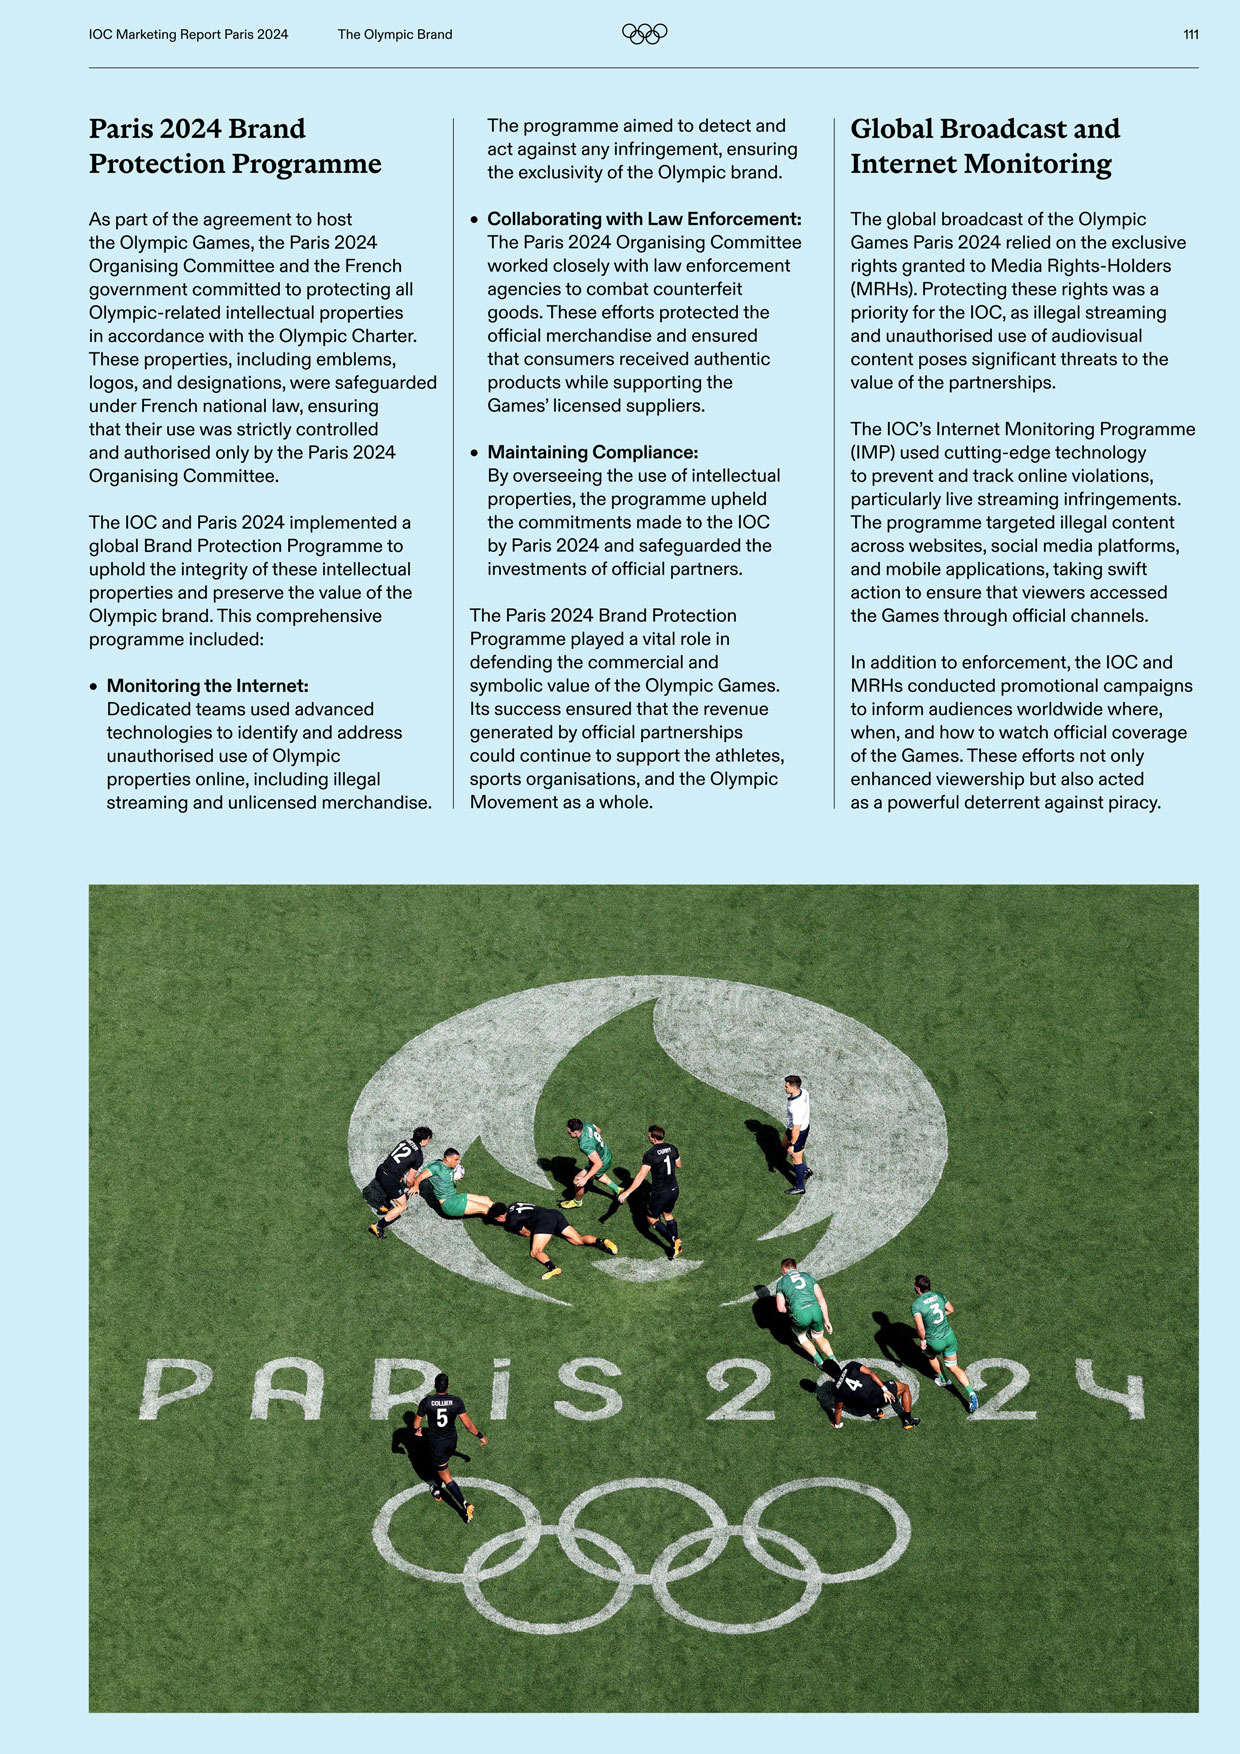 IOC Marketing Report Paris 2024
The Olympic Brand
111
Paris 2024 Brand
Protection Programme
As part of the agreement to host
the Olympic Games, the Paris 2024
Organising Committee and the French
government committed to protecting all
Olympic-related intellectual properties
in accordance with the Olympic Charter.
These properties, including emblems,
logos, and designations, were safeguarded
under French national law, ensuring
that their use was strictly controlled
and authorised only by the Paris 2024
Organising Committee.
The IOC and Paris 2024 implemented a
global Brand Protection Programme to
uphold the integrity of these intellectual
properties and preserve the value of the
Olympic brand. This comprehensive
programme included:
• Monitoring the Internet:
Dedicated teams used advanced
technologies to identify and address
unauthorised use of Olympic
properties online, including illegal
streaming and unlicensed merchandise.
The programme aimed to detect and
act against any infringement, ensuring
the exclusivity of the Olympic brand.
• Collaborating with Law Enforcement:
The Paris 2024 Organising Committee
worked closely with law enforcement
agencies to combat counterfeit
goods. These efforts protected the
official merchandise and ensured
that consumers received authentic
products while supporting the
Games’ licensed suppliers.
• Maintaining Compliance:
By overseeing the use of intellectual
properties, the programme upheld
the commitments made to the IOC
by Paris 2024 and safeguarded the
investments of official partners.
The Paris 2024 Brand Protection
Programme played a vital role in
defending the commercial and
symbolic value of the Olympic Games.
Its success ensured that the revenue
generated by official partnerships
could continue to support the athletes,
sports organisations, and the Olympic
Movement as a whole.
Global Broadcast and
Internet Monitoring
The global broadcast of the Olympic
Games Paris 2024 relied on the exclusive
rights granted to Media Rights-Holders
(MRHs). Protecting these rights was a
priority for the IOC, as illegal streaming
and unauthorised use of audiovisual
content poses significant threats to the
value of the partnerships.
The IOC’s Internet Monitoring Programme
(IMP) used cutting-edge technology
to prevent and track online violations,
particularly live streaming infringements.
The programme targeted illegal content
across websites, social media platforms,
and mobile applications, taking swift
action to ensure that viewers accessed
the Games through official channels.
In addition to enforcement, the IOC and
MRHs conducted promotional campaigns
to inform audiences worldwide where,
when, and how to watch official coverage
of the Games. These efforts not only
enhanced viewership but also acted
as a powerful deterrent against piracy.
12
CURRY
1
11
5
3
4
PARIS 2024
COLLIER
5